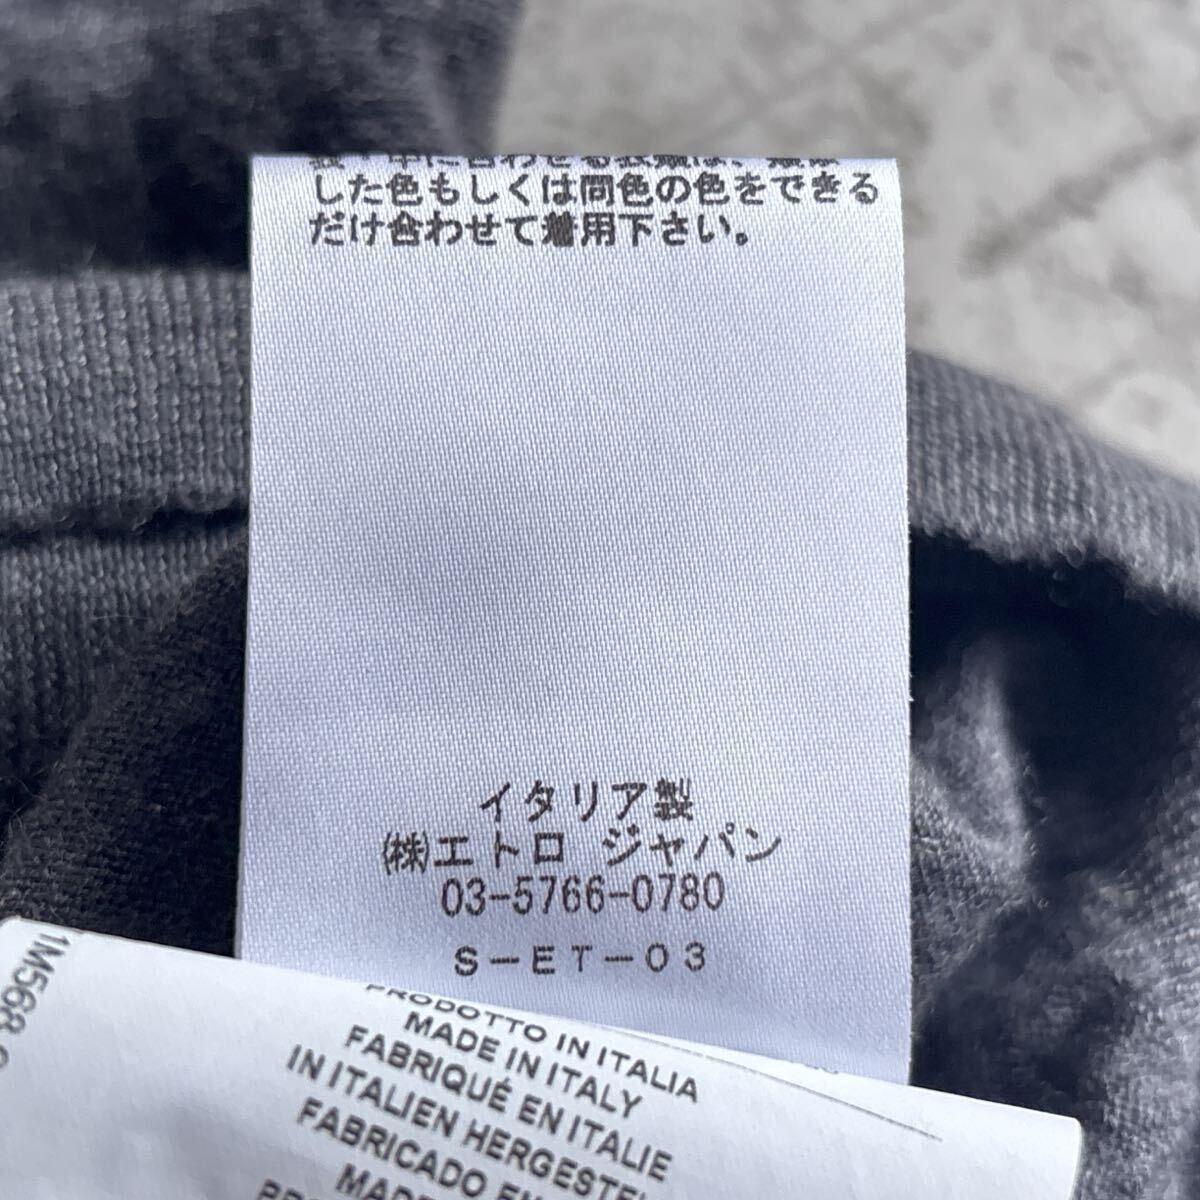 した色もしくは同色の色をできる
だけ合わせて着用下さい。
イタリア製
(株)エトロ ジャパン
03-5766-0780
S-ET-03
1M568
PRODOTTO IN ITALIA
MADE IN ITALY
FABRIQUÉ EN ITALIE
IN ITALIEN HERGESTEL
FABRICADO EN
MADE